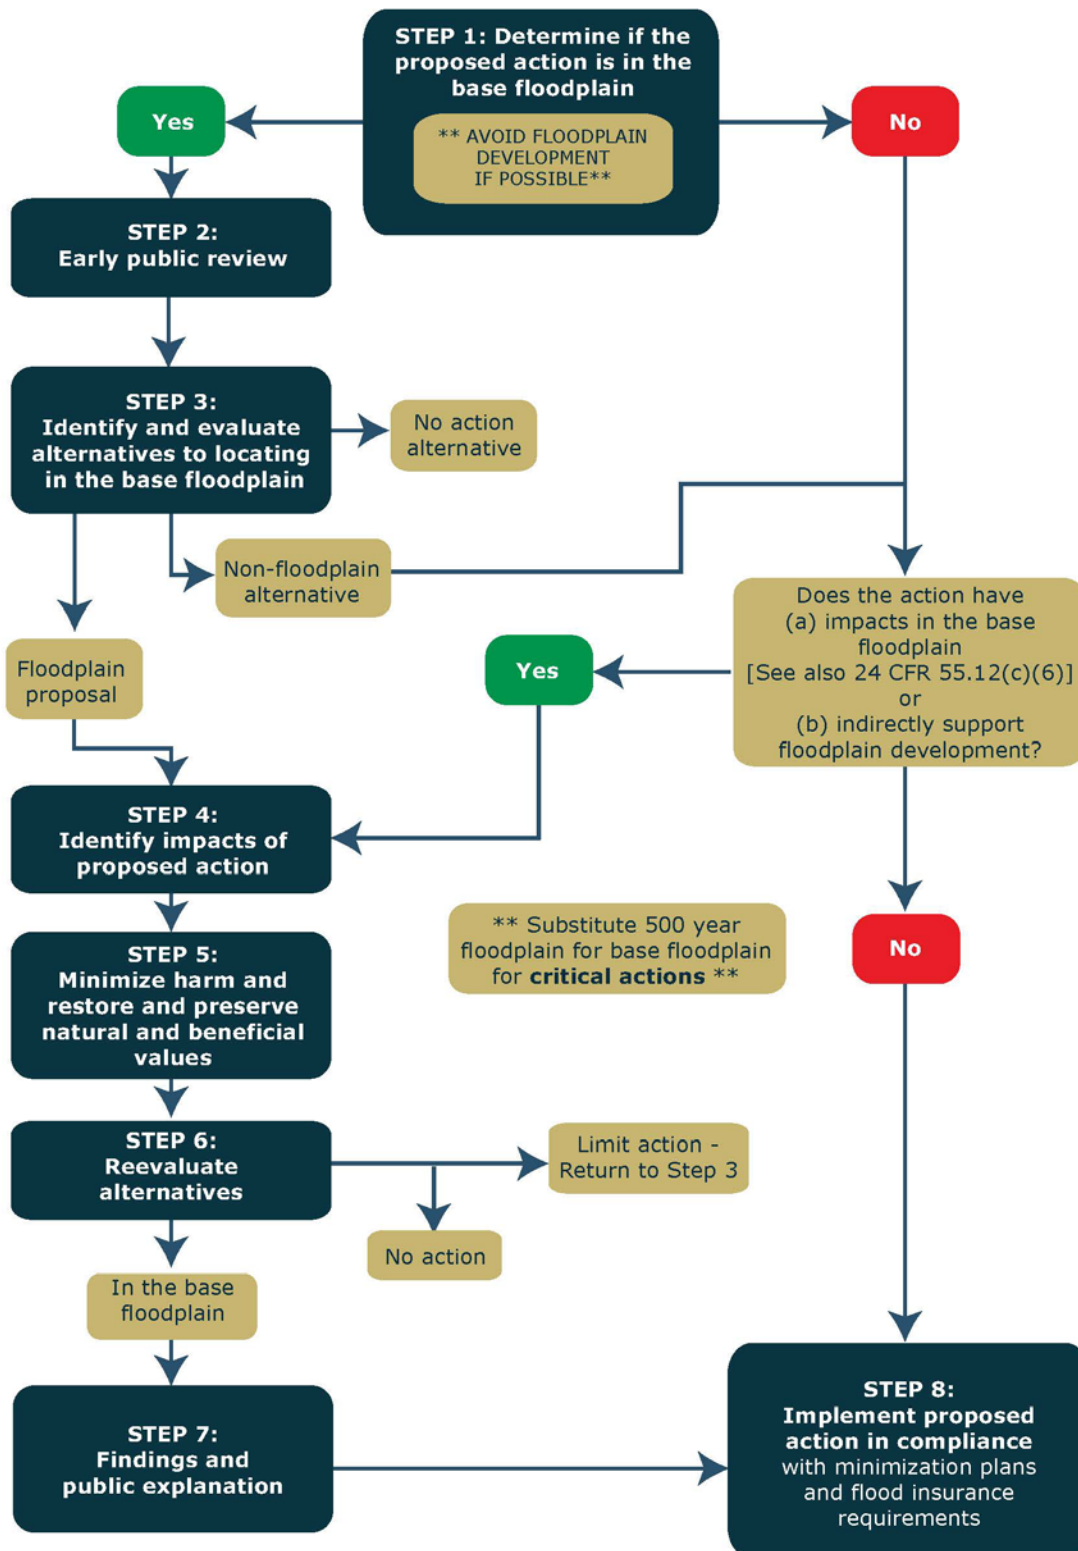 STEP 1: Determine if the
proposed action is in the
base floodplain
** AVOID FLOODPLAIN
DEVELOPMENT
IF POSSIBLE**
Yes
No
STEP 2:
Early public review
STEP 3:
Identify and evaluate
alternatives to locating
in the base floodplain
No action
alternative
Non-floodplain
alternative
Floodplain
proposal
Does the action have
(a) impacts in the base
floodplain
[See also 24 CFR 55.12(c)(6)]
or
(b) indirectly support
floodplain development?
Yes
STEP 4:
Identify impacts of
proposed action
** Substitute 500 year
floodplain for base floodplain
for critical actions **
No
STEP 5:
Minimize harm and
restore and preserve
natural and beneficial
values
STEP 6:
Reevaluate
alternatives
Limit action -
Return to Step 3
No action
In the base
floodplain
STEP 7:
Findings and
public explanation
STEP 8:
Implement proposed
action in compliance
with minimization plans
and flood insurance
requirements